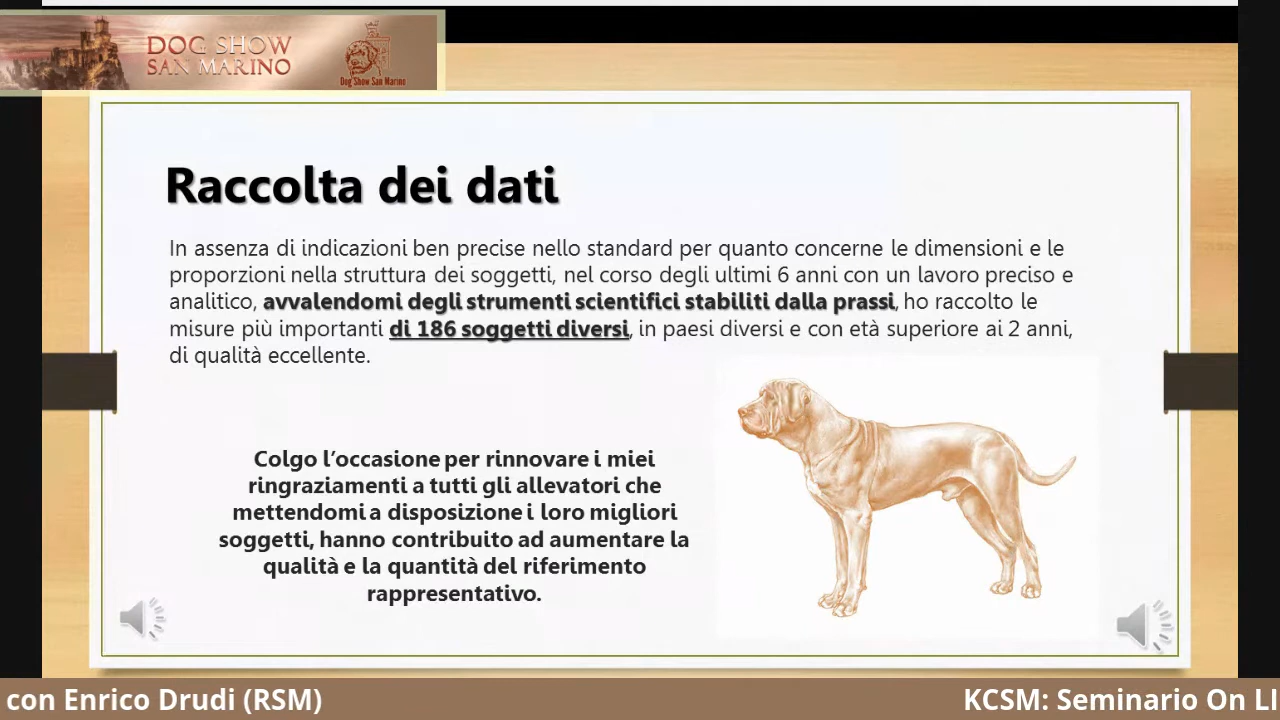 DOG SHOW
SAN MARINO
Dog Show San Marino
Raccolta dei dati
In assenza di indicazioni ben precise nello standard per quanto concerne le dimensioni e le
proporzioni nella struttura dei soggetti, nel corso degli ultimi 6 anni con un lavoro preciso e
analitico, avvalendomi degli strumenti scientifici stabiliti dalla prassi, ho raccolto le
misure più importanti di 186 soggetti diversi, in paesi diversi e con età superiore ai 2 anni,
di qualità eccellente.
Colgo l’occasione per rinnovare i miei
ringraziamenti a tutti gli allevatori che
mettendomi a disposizione i loro migliori
soggetti, hanno contribuito ad aumentare la
qualità e la quantità del riferimento
rappresentativo.
con Enrico Drudi (RSM) KCSM: Seminario On LI